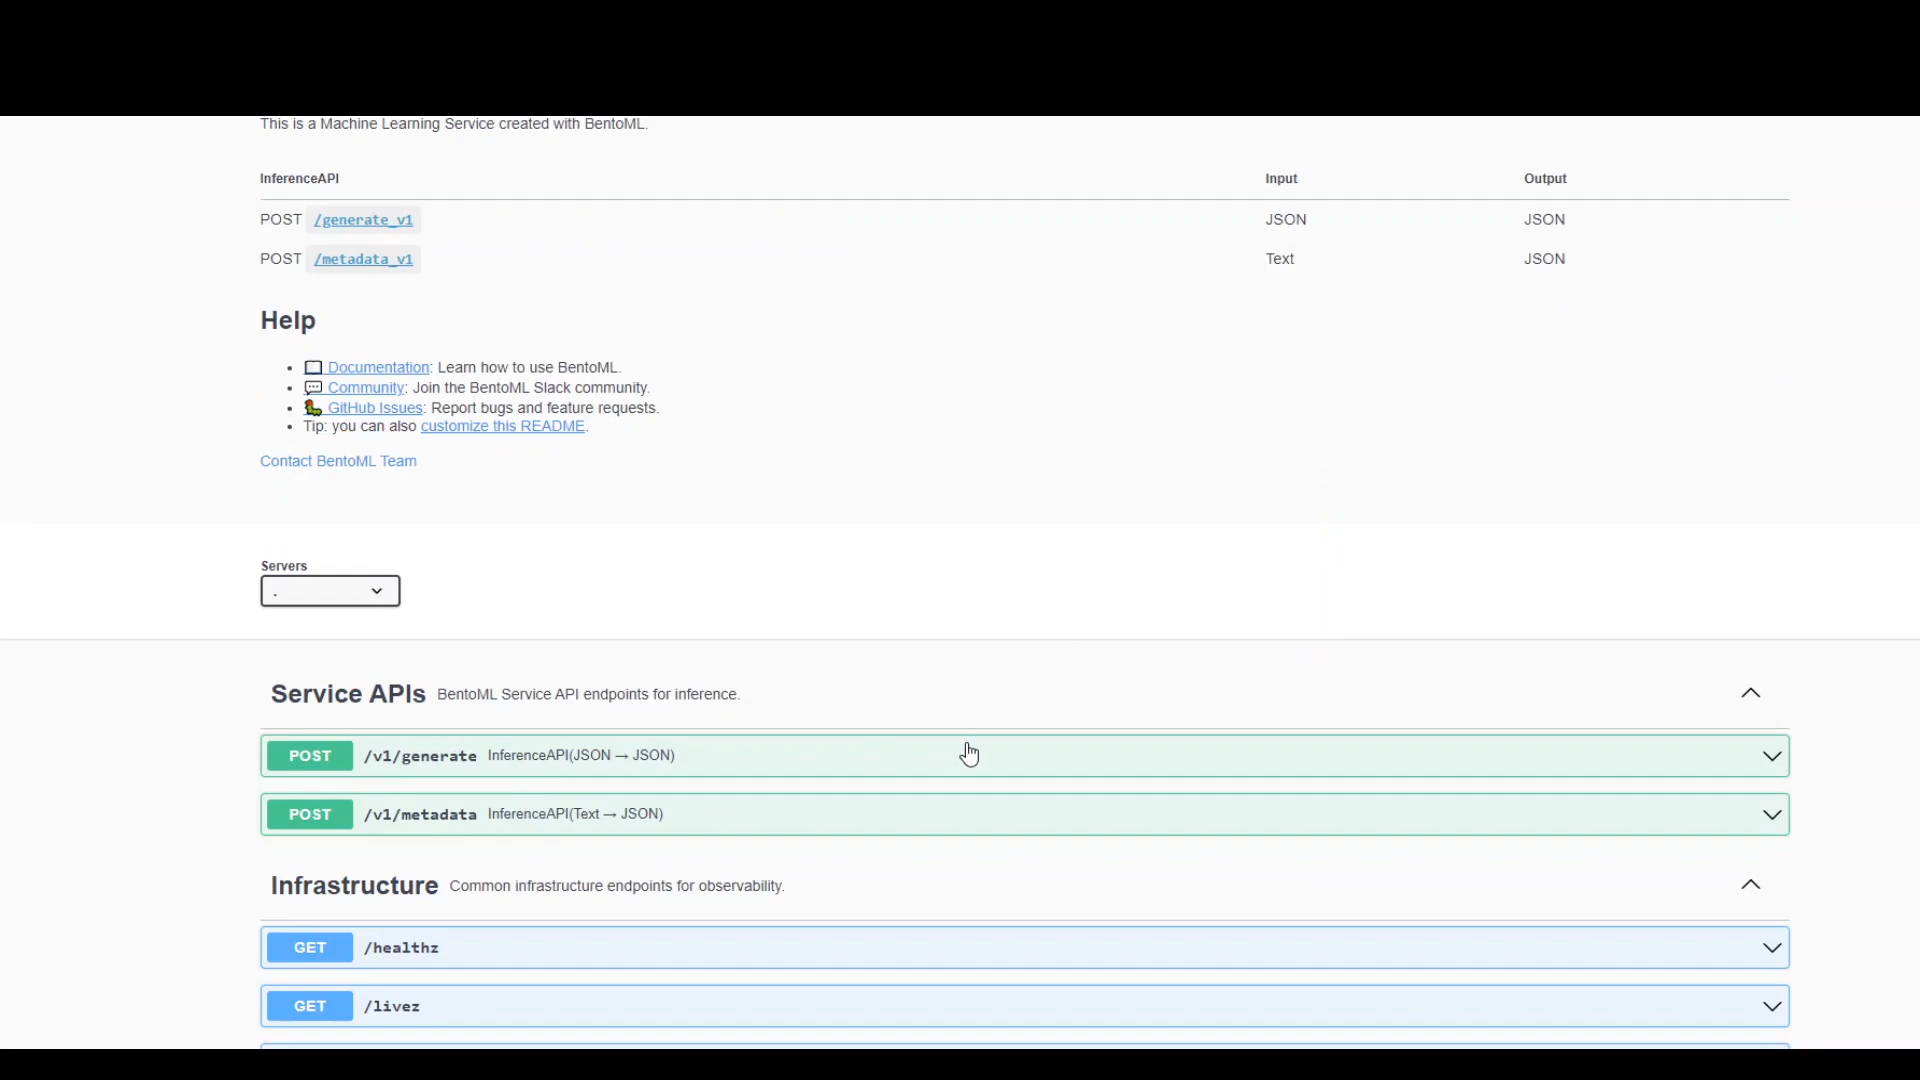 This is a Machine Learning Service created with BentoML.
InferenceAPI Input Output
POST /generate_v1 JSON JSON
POST /metadata_v1 Text JSON
Help
Documentation: Learn how to use BentoML.
Community: Join the BentoML Slack community.
GitHub Issues: Report bugs and feature requests.
Tip: you can also customize this README.
Contact BentoML Team
Servers
.
Service APIs BentoML Service API endpoints for inference.
POST /v1/generate InferenceAPI(JSON → JSON)
POST /v1/metadata InferenceAPI(Text → JSON)
Infrastructure Common infrastructure endpoints for observability.
GET /healthz
GET /livez